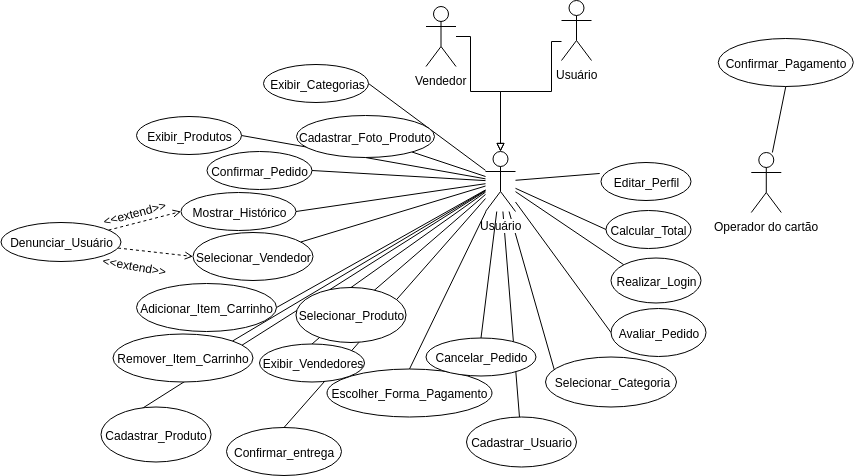 Vendedor
Usuário
Confirmar_Pagamento
Exibir_Categorias
Exibir_Produtos
Cadastrar_Foto_Produto
Confirmar_Pedido
Editar_Perfil
<<extend>>
Mostrar_Histórico
Usuário
Operador do cartão
Calcular_Total
Denunciar_Usuário
Selecionar_Vendedor
<<extend>>
Realizar_Login
Adicionar_Item_Carrinho
Selecionar_Produto
Avaliar_Pedido
Remover_Item_Carrinho
Exibir_Vendedores
Cancelar_Pedido
Selecionar_Categoria
Escolher_Forma_Pagamento
Cadastrar_Produto
Confirmar_entrega
Cadastrar_Usuario